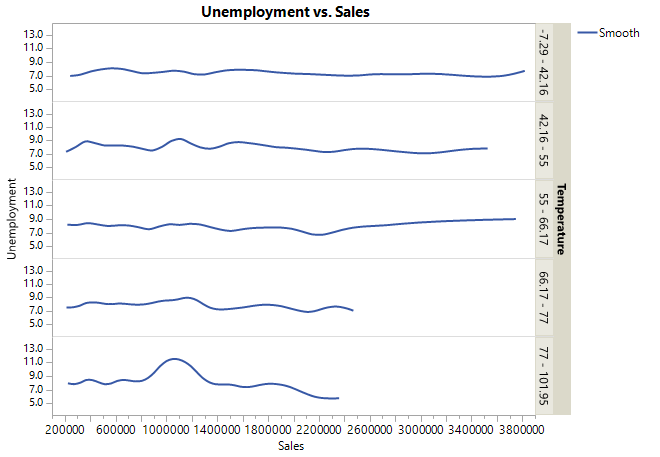 Unemployment vs. Sales
Smooth
Unemployment
13.0
11.0
9.0
7.0
5.0
-7.29 - 42.16
13.0
11.0
9.0
7.0
5.0
42.16 - 55
13.0
11.0
9.0
7.0
5.0
55 - 66.17
13.0
11.0
9.0
7.0
5.0
66.17 - 77
13.0
11.0
9.0
7.0
5.0
77 - 101.95
Temperature
200000 600000 1000000 1400000 1800000 2200000 2600000 3000000 3400000 3800000
Sales